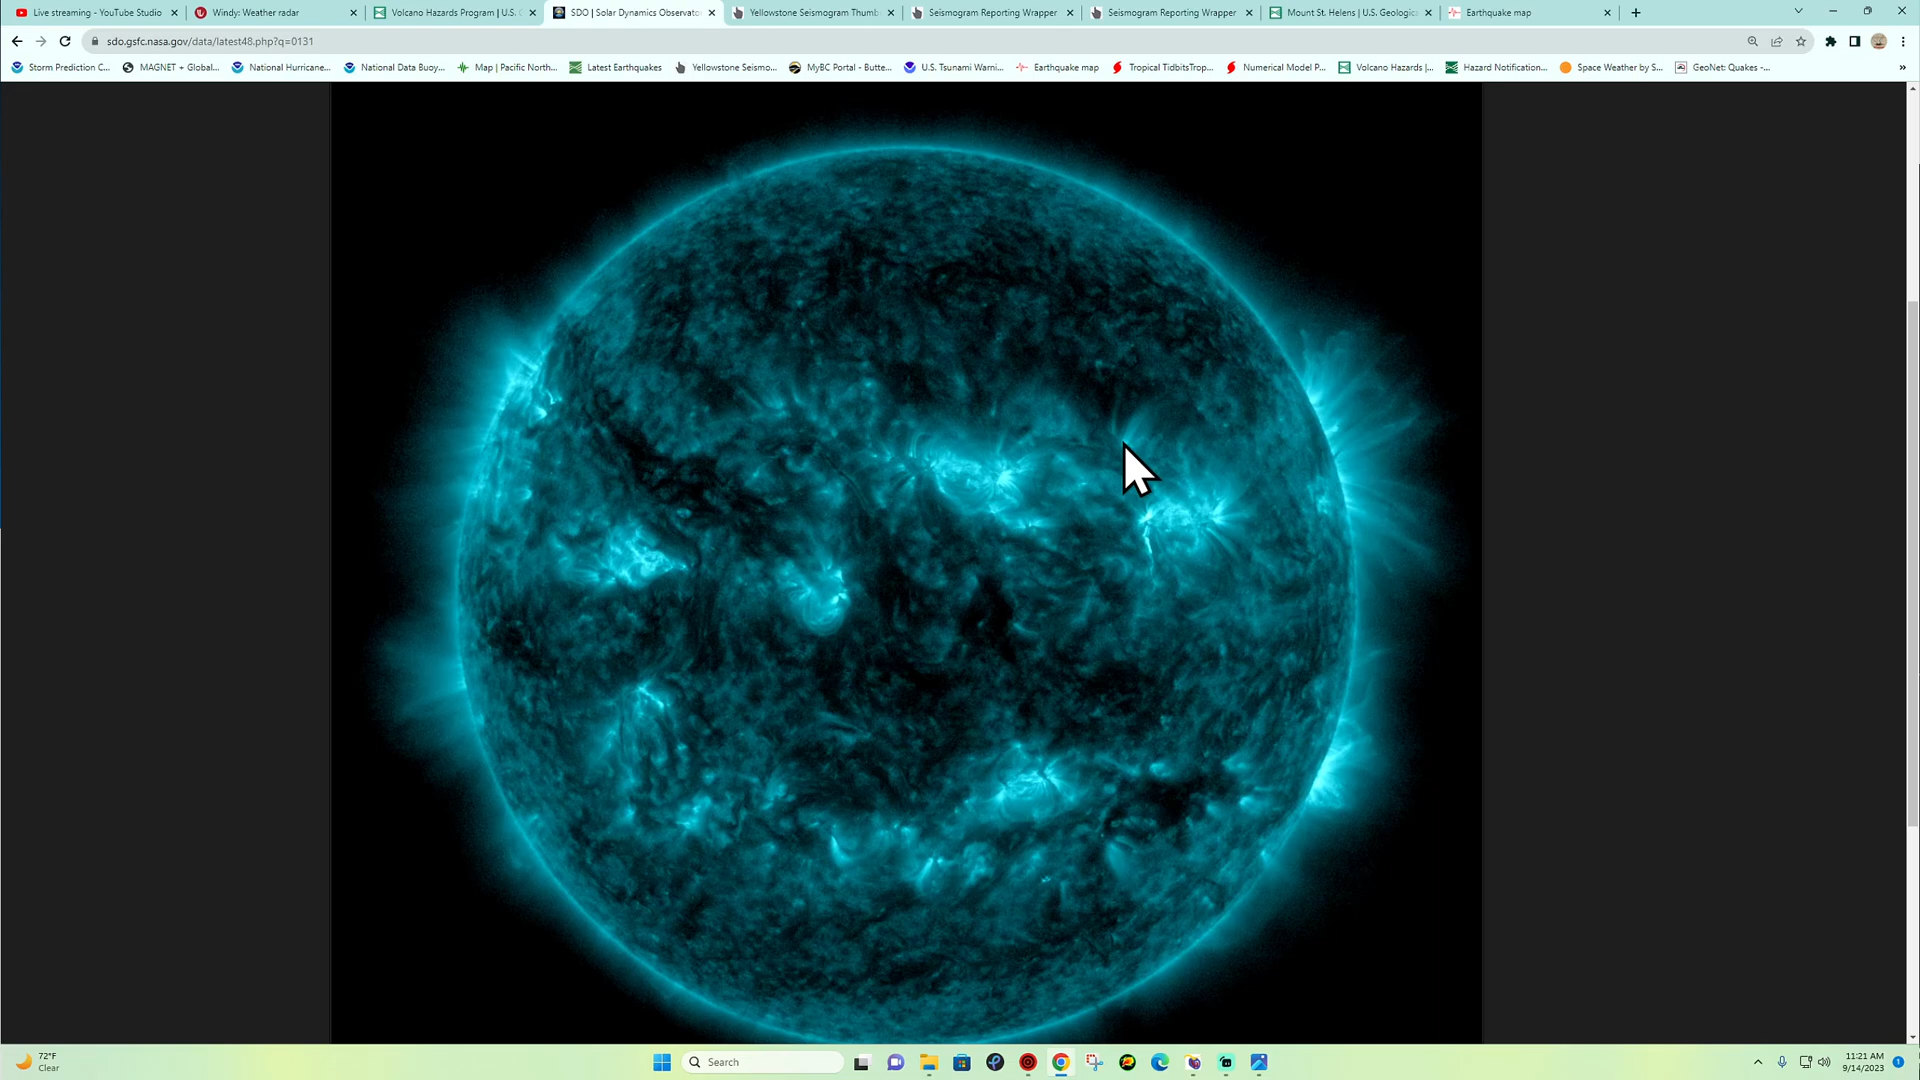 Live streaming - YouTube Studio
Windy: Weather radar
Volcano Hazards Program | U.S. G
SDO | Solar Dynamics Observato
Yellowstone Seismogram Thumb
Seismogram Reporting Wrapper
Seismogram Reporting Wrapper
Mount St. Helens | U.S. Geologic
Earthquake map
sdo.gsfc.nasa.gov/data/latest48.php?q=0131
Storm Prediction C...
MAGNET + Global...
National Hurricane...
National Data Buoy...
Map | Pacific North...
Latest Earthquakes
Yellowstone Seismo...
MyBC Portal - Butte...
U.S. Tsunami Warni...
Earthquake map
Tropical TidbitsTrop...
Numerical Model P...
Volcano Hazards |...
Hazard Notification...
Space Weather by S...
GeoNet: Quakes -...
72°F
Clear
Search
11:21 AM
9/14/2023
1